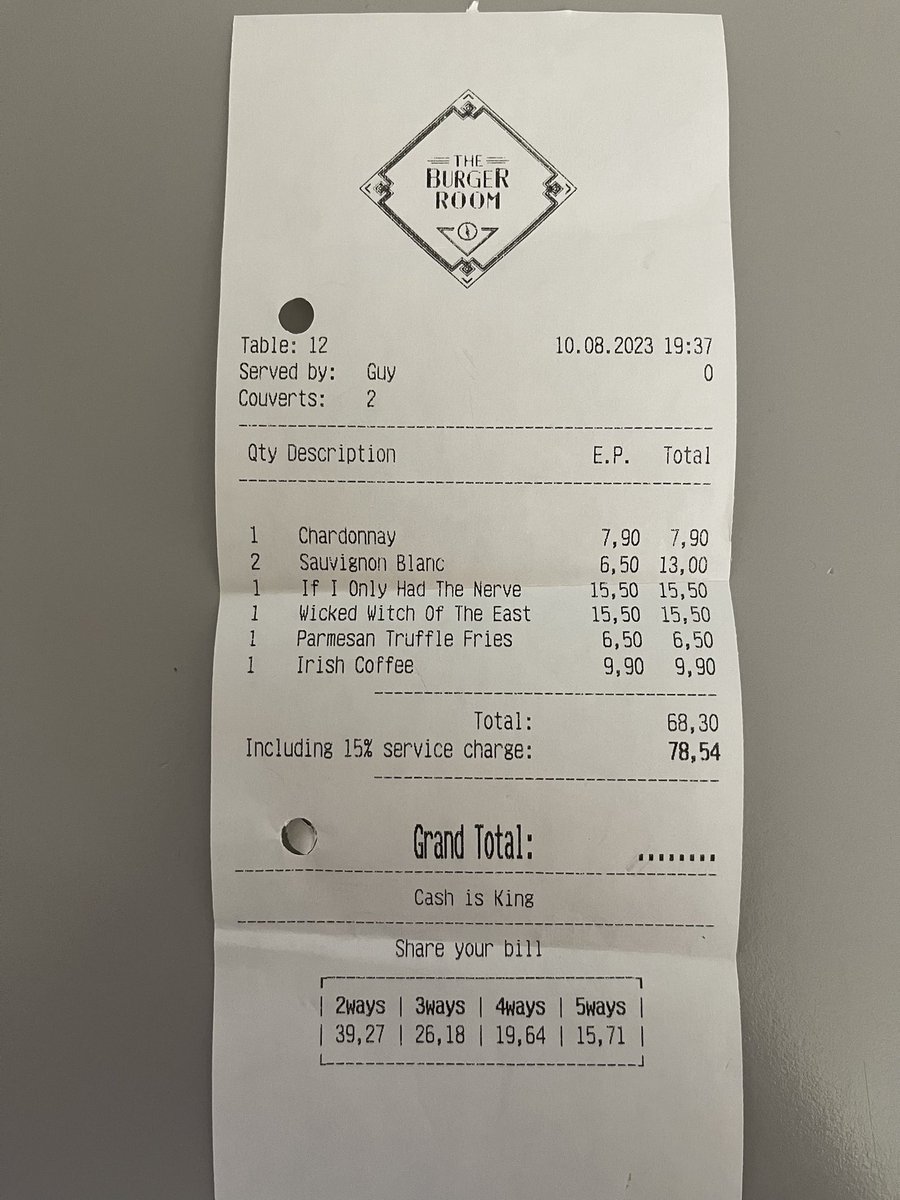 THE
BURGER
ROOM
Table: 12 10.08.2023 19:37
Served by: Guy 0
Couverts: 2
Qty Description E.P. Total
1 Chardonnay 7,90 7,90
2 Sauvignon Blanc 6,50 13,00
1 If I Only Had The Nerve 15,50 15,50
1 Wicked Witch Of The East 15,50 15,50
1 Parmesan Truffle Fries 6,50 6,50
1 Irish Coffee 9,90 9,90
Total: 68,30
Including 15% service charge: 78,54
Grand Total: ........
Cash is King
Share your bill
| 2ways | 3ways | 4ways | 5ways |
| 39,27 | 26,18 | 19,64 | 15,71 |